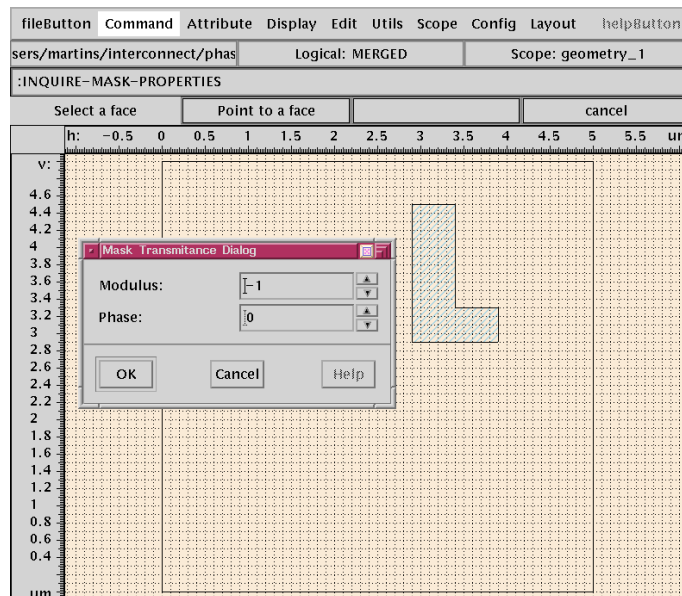 fileButton Command Attribute Display Edit Utils Scope Config Layout helpButton
sers/martins/interconnect/phas Logical: MERGED Scope: geometry_1
:INQUIRE-MASK-PROPERTIES
Select a face Point to a face cancel
h: -0.5 0 0.5 1 1.5 2 2.5 3 3.5 4 4.5 5 5.5 ur
v:
4.6
4.4
4.2
4
3.8
3.6
3.4
3.2
3
2.8
2.6
2.4
2.2
2
1.8
1.6
1.4
1.2
1
0.8
0.6
0.4
um
Mask Transmitance Dialog
Modulus: -1
Phase: 0
OK Cancel Help